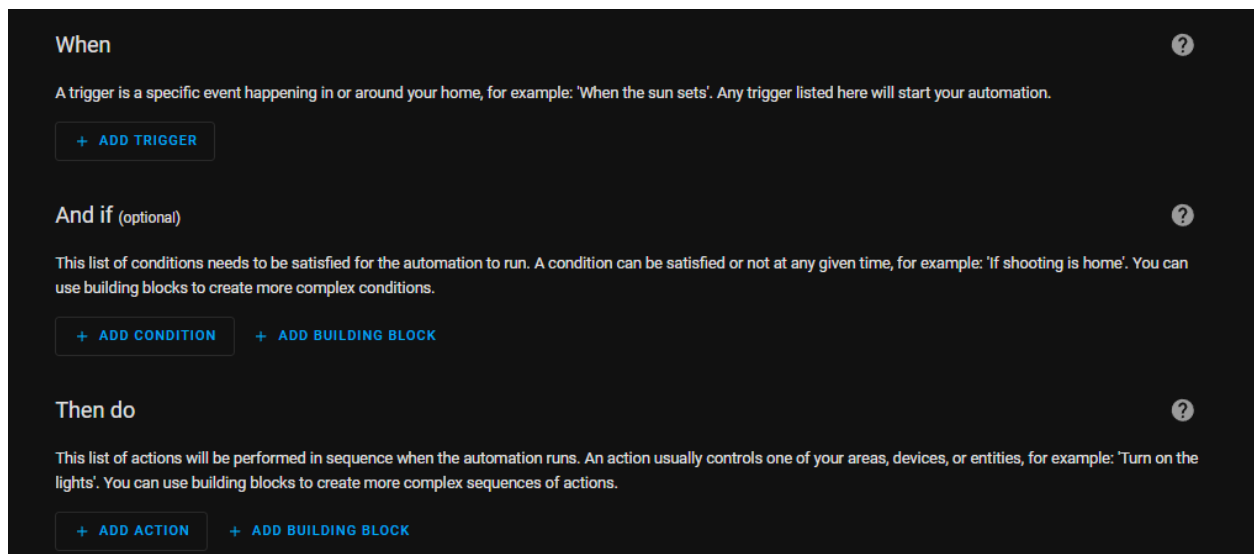 When
A trigger is a specific event happening in or around your home, for example: 'When the sun sets'. Any trigger listed here will start your automation.
+ ADD TRIGGER
And if (optional)
This list of conditions needs to be satisfied for the automation to run. A condition can be satisfied or not at any given time, for example: 'If shooting is home'. You can
use building blocks to create more complex conditions.
+ ADD CONDITION + ADD BUILDING BLOCK
Then do
This list of actions will be performed in sequence when the automation runs. An action usually controls one of your areas, devices, or entities, for example: 'Turn on the
lights'. You can use building blocks to create more complex sequences of actions.
+ ADD ACTION + ADD BUILDING BLOCK